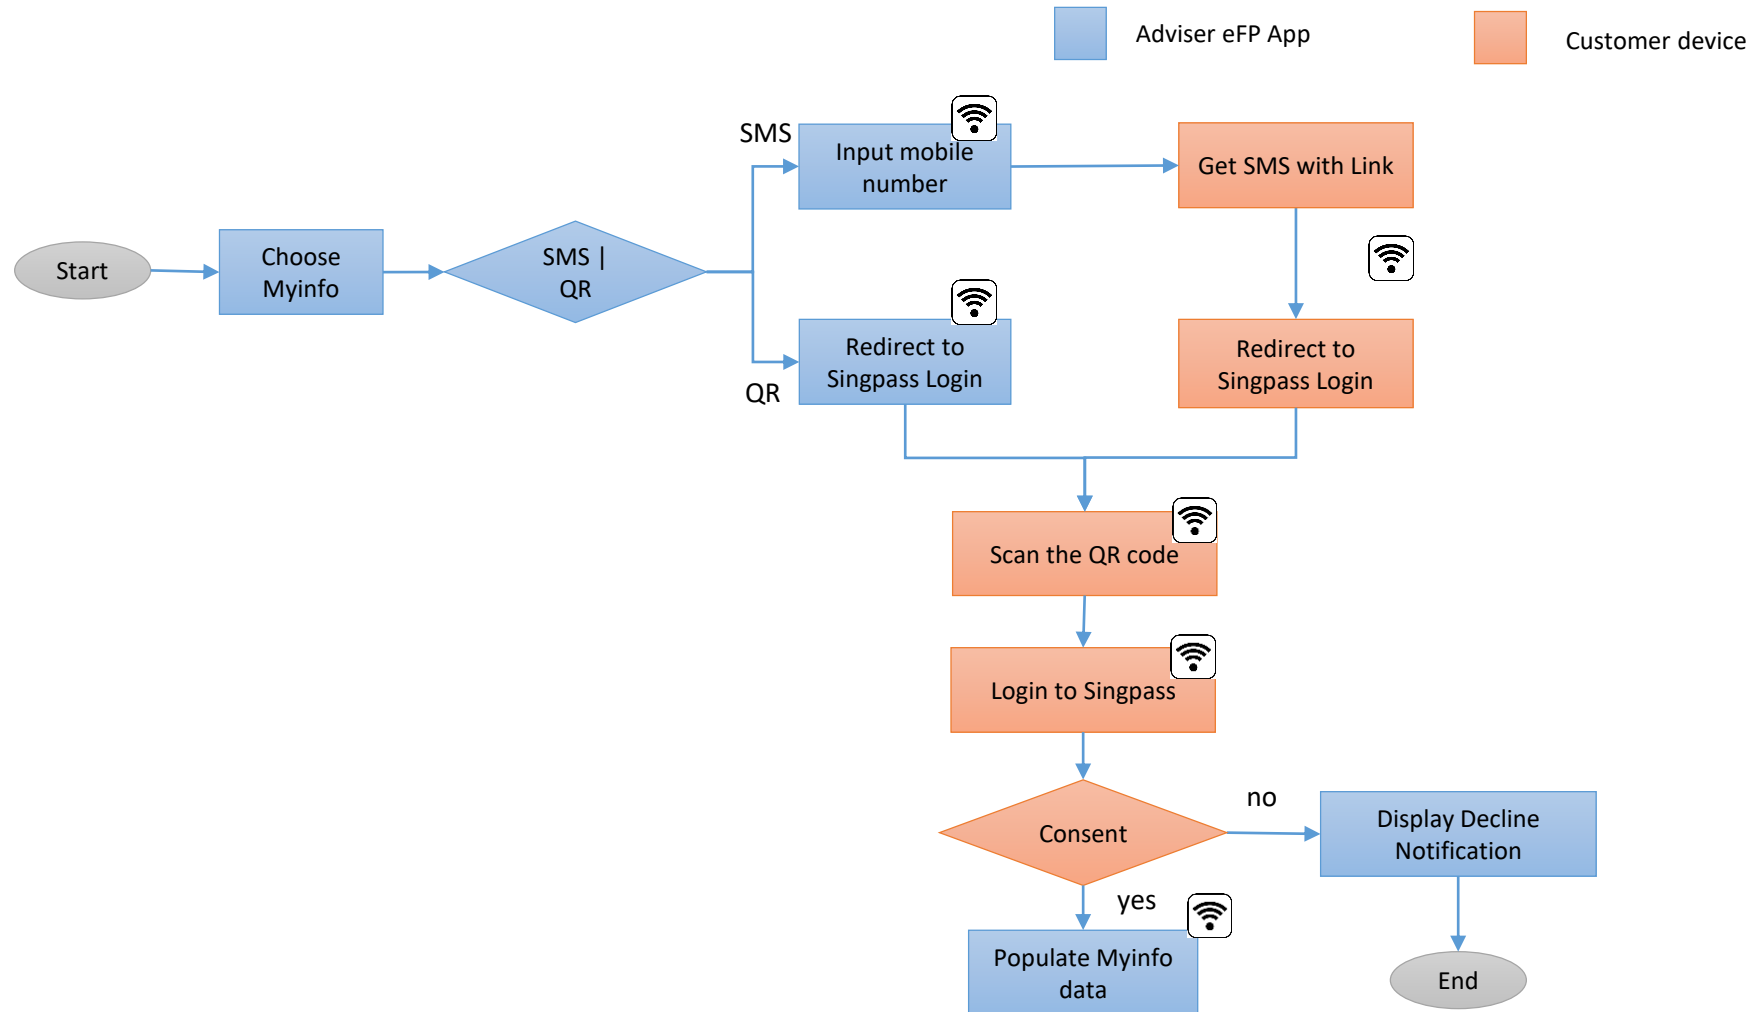 Adviser eFP App
Customer device
SMS
Input mobile
number
Get SMS with Link
Start
Choose
Myinfo
SMS |
QR
Redirect to
Singpass Login
QR
Redirect to
Singpass Login
Scan the QR code
Login to Singpass
Consent
no
Display Decline
Notification
yes
Populate Myinfo
data
End